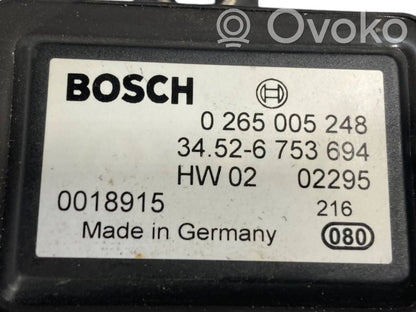 Ovoko
BOSCH
0 265 005 248
34.52-6 753 694
HW 02 02295
0018915 216
Made in Germany 080